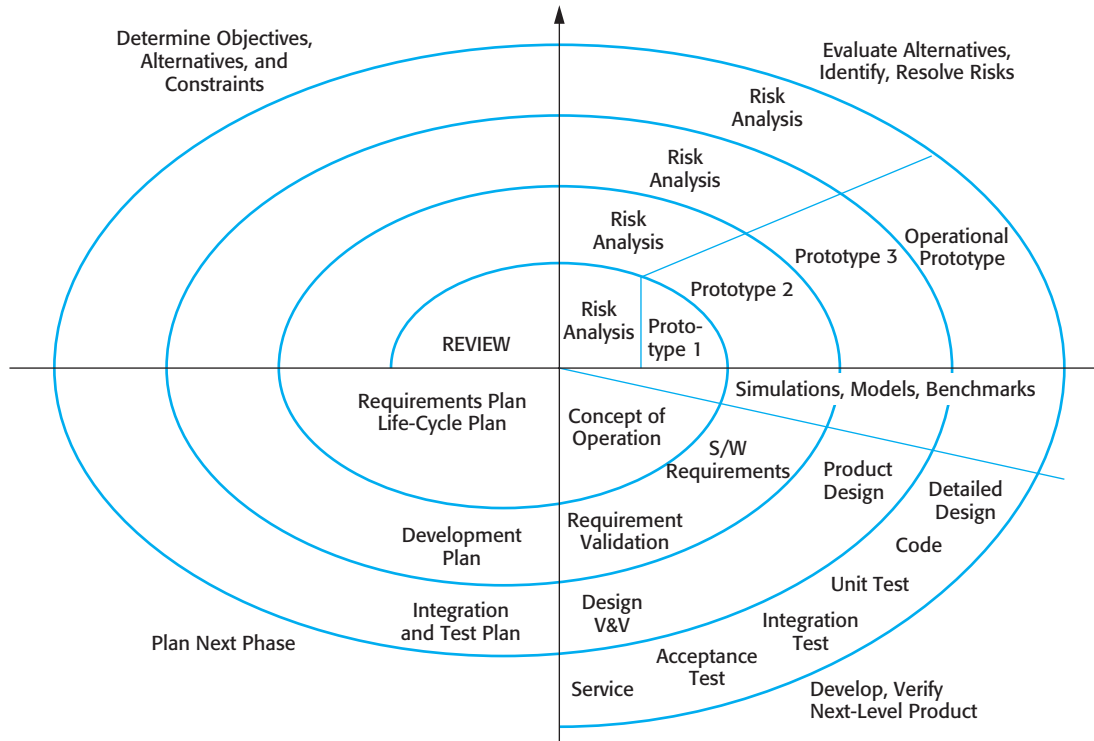 Determine Objectives,
Alternatives, and
Constraints
Evaluate Alternatives,
Identify, Resolve Risks
Risk
Analysis
Risk
Analysis
Risk
Analysis
Operational
Prototype
Prototype 3
Prototype 2
Risk
Analysis
Proto-
type 1
REVIEW
Simulations, Models, Benchmarks
Requirements Plan
Life-Cycle Plan
Concept of
Operation
S/W
Requirements
Product
Design
Detailed
Design
Development
Plan
Requirement
Validation
Code
Unit Test
Integration
and Test Plan
Design
V&V
Integration
Test
Plan Next Phase
Acceptance
Test
Service
Develop, Verify
Next-Level Product